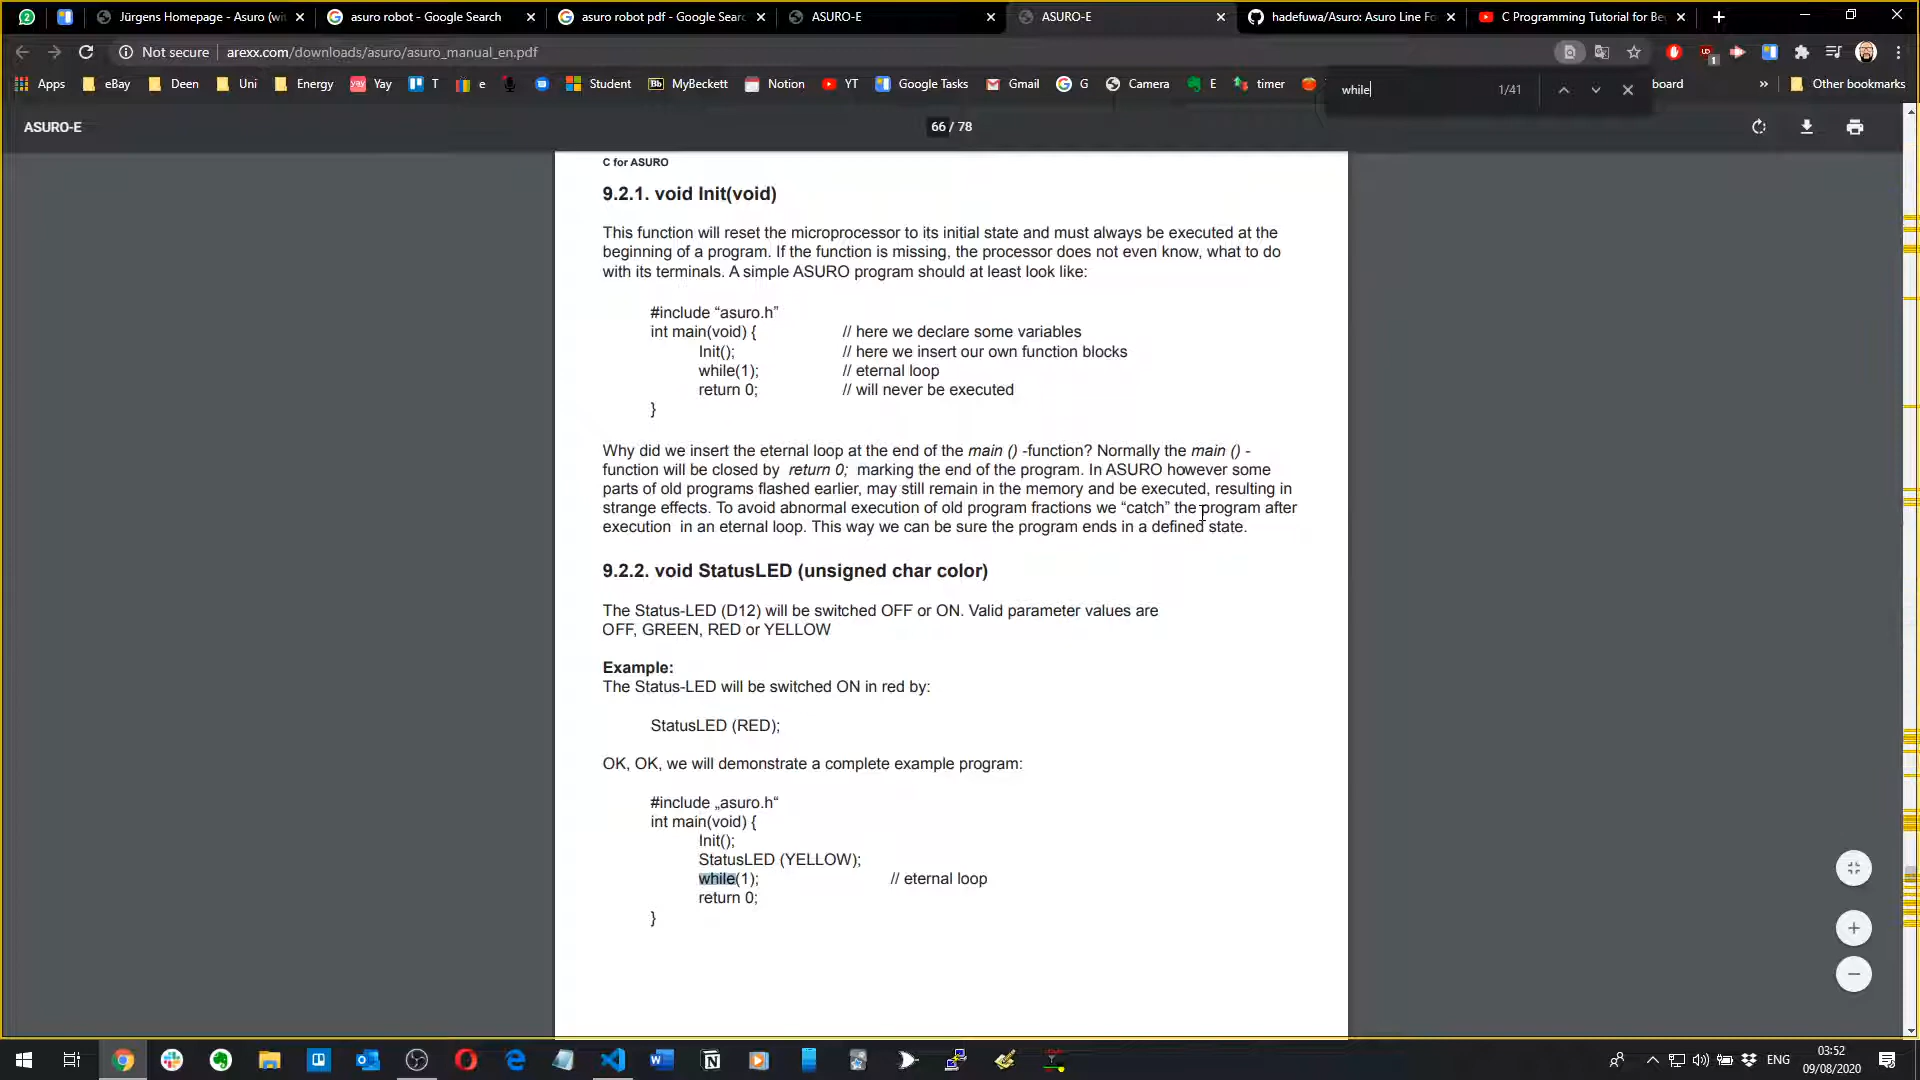 Jürgens Homepage - Asuro (wit
asuro robot - Google Search
asuro robot pdf - Google Searc
ASURO-E
ASURO-E
hadefuwa/Asuro: Asuro Line Fo
C Programming Tutorial for Be
Not secure
arexx.com/downloads/asuro/asuro_manual_en.pdf
Apps
eBay
Deen
Uni
Energy
Yay
T
e
Student
MyBeckett
Notion
YT
Google Tasks
Gmail
G
Camera
E
timer
while
1/41
board
»
Other bookmarks
ASURO-E
66 / 78
C for ASURO
9.2.1. void Init(void)
This function will reset the microprocessor to its initial state and must always be executed at the
beginning of a program. If the function is missing, the processor does not even know, what to do
with its terminals. A simple ASURO program should at least look like:
#include “asuro.h”
int main(void) { // here we declare some variables
Init(); // here we insert our own function blocks
while(1); // eternal loop
return 0; // will never be executed
}
Why did we insert the eternal loop at the end of the main () -function? Normally the main () -
function will be closed by return 0; marking the end of the program. In ASURO however some
parts of old programs flashed earlier, may still remain in the memory and be executed, resulting in
strange effects. To avoid abnormal execution of old program fractions we “catch” the program after
execution in an eternal loop. This way we can be sure the program ends in a defined state.
9.2.2. void StatusLED (unsigned char color)
The Status-LED (D12) will be switched OFF or ON. Valid parameter values are
OFF, GREEN, RED or YELLOW
Example:
The Status-LED will be switched ON in red by:
StatusLED (RED);
OK, OK, we will demonstrate a complete example program:
#include „asuro.h“
int main(void) {
Init();
StatusLED (YELLOW);
while(1); // eternal loop
return 0;
}
ENG
03:52
09/08/2020